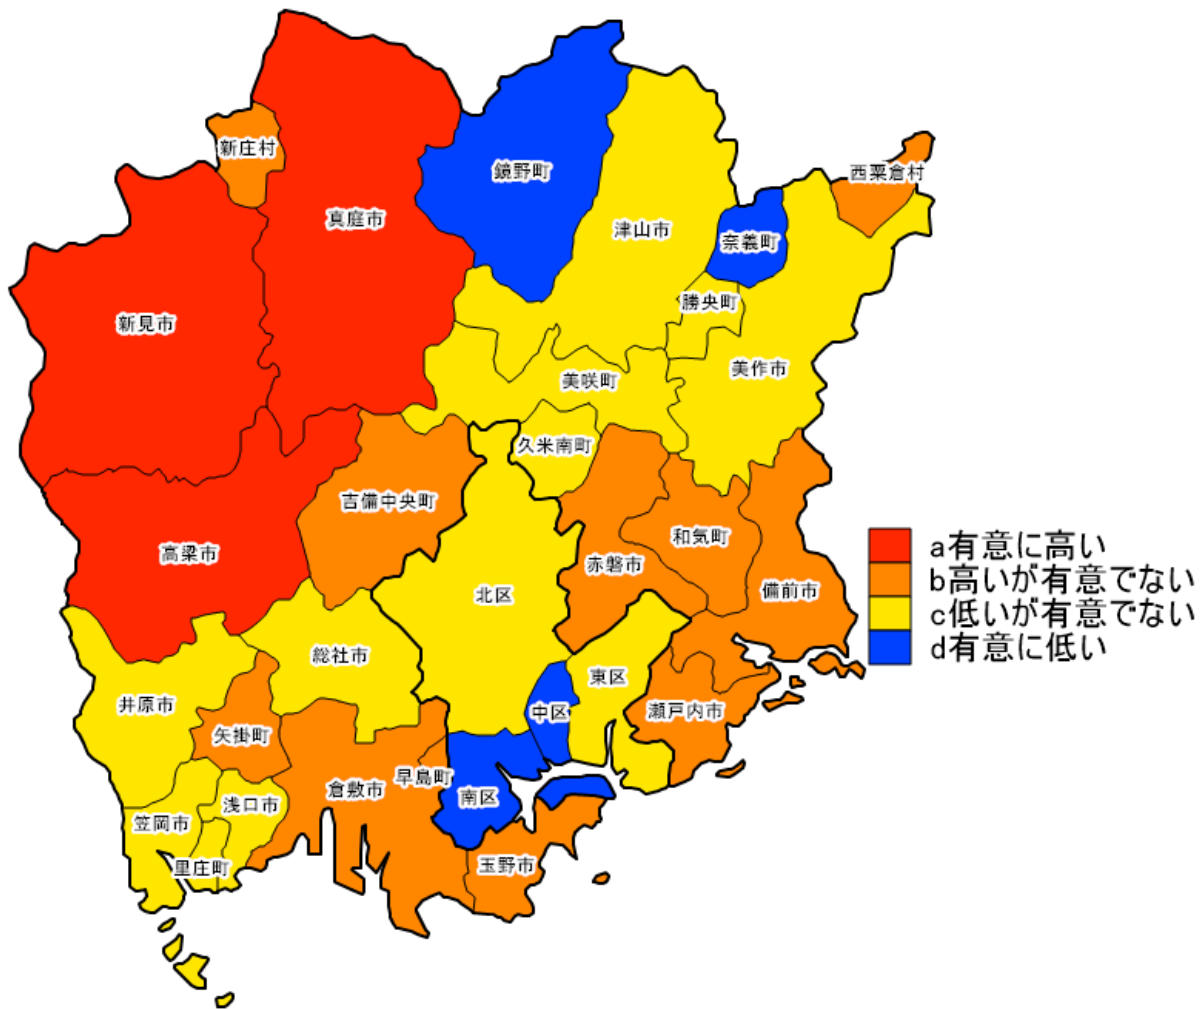 新庄村
西粟倉村
鏡野町
真庭市
津山市
奈義町
勝央町
新見市
美作市
美咲町
久米南町
吉備中央町
和気町
高梁市
赤磐市
備前市
北区
総社市
東区
井原市
中区
瀬戸内市
矢掛町
早島町
倉敷市
南区
浅口市
笠岡市
里庄町
玉野市
a有意に高い
b高いが有意でない
c低いが有意でない
d有意に低い